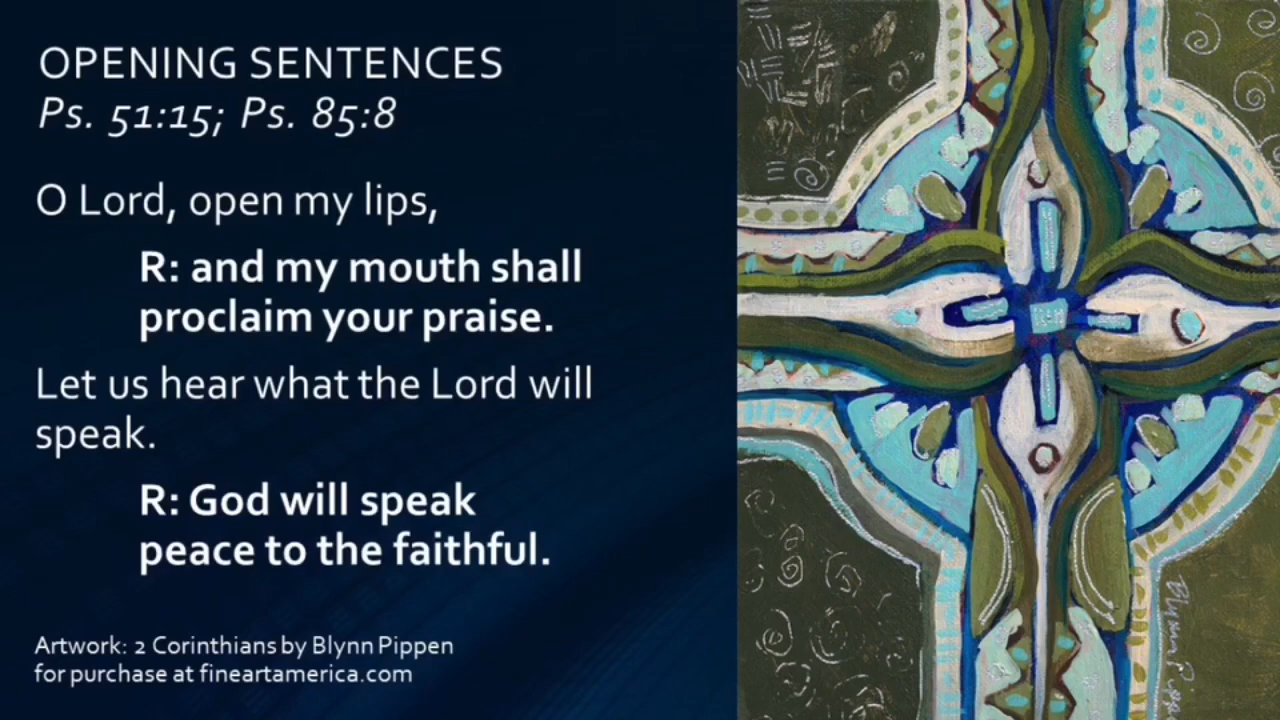 OPENING SENTENCES
Ps. 51:15; Ps. 85:8
O Lord, open my lips,
R: and my mouth shall
proclaim your praise.
Let us hear what the Lord will
speak.
R: God will speak
peace to the faithful.
Artwork: 2 Corinthians by Blynn Pippen
for purchase at fineartamerica.com
Blynn Pippe